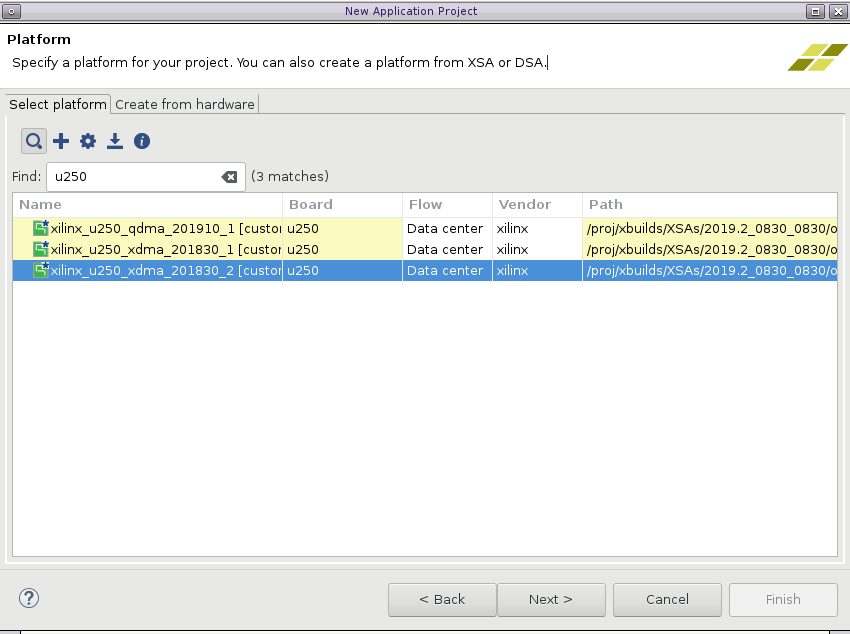 New Application Project
Platform
Specify a platform for your project. You can also create a platform from XSA or DSA.
Select platform Create from hardware
Find: u250 (3 matches)
Name Board Flow Vendor Path
xilinx_u250_qdma_201910_1 [custor u250 Data center xilinx /proj/xbuilds/XSAs/2019.2_0830_0830/o
xilinx_u250_xdma_201830_1 [custor u250 Data center xilinx /proj/xbuilds/XSAs/2019.2_0830_0830/o
xilinx_u250_xdma_201830_2 [custor u250 Data center xilinx /proj/xbuilds/XSAs/2019.2_0830_0830/o
? < Back Next > Cancel Finish